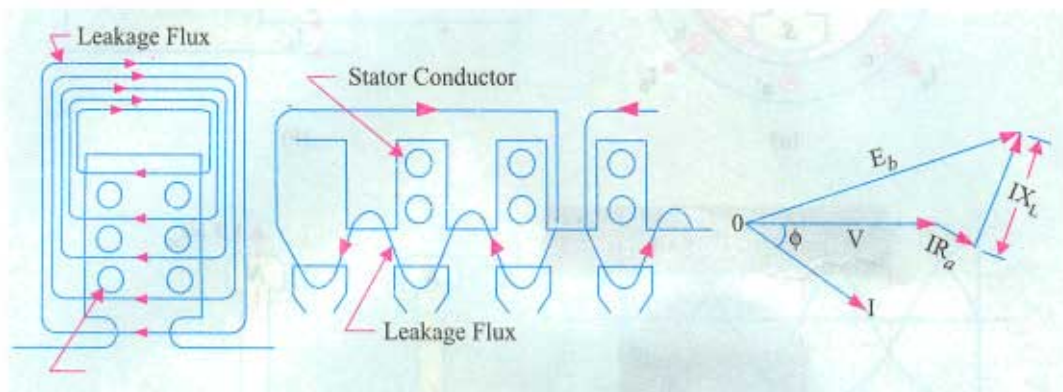 Leakage Flux
Stator Conductor
Leakage Flux
0
ϕ
V
E_b
IR_a
IX_L
I